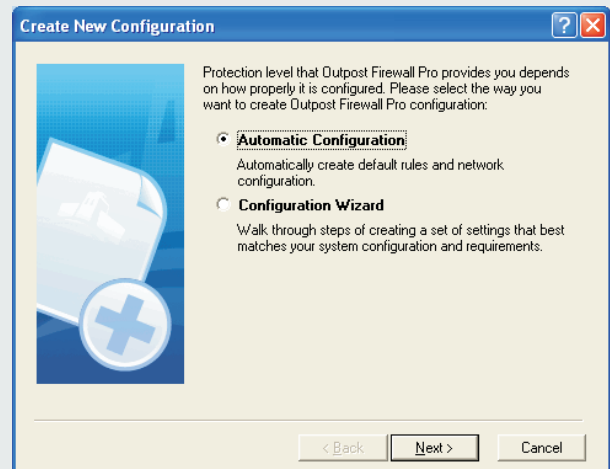 Create New Configuration
Protection level that Outpost Firewall Pro provides you depends
on how properly it is configured. Please select the way you
want to create Outpost Firewall Pro configuration:
Automatic Configuration
Automatically create default rules and network
configuration.
Configuration Wizard
Walk through steps of creating a set of settings that best
matches your system configuration and requirements.
< Back
Next >
Cancel